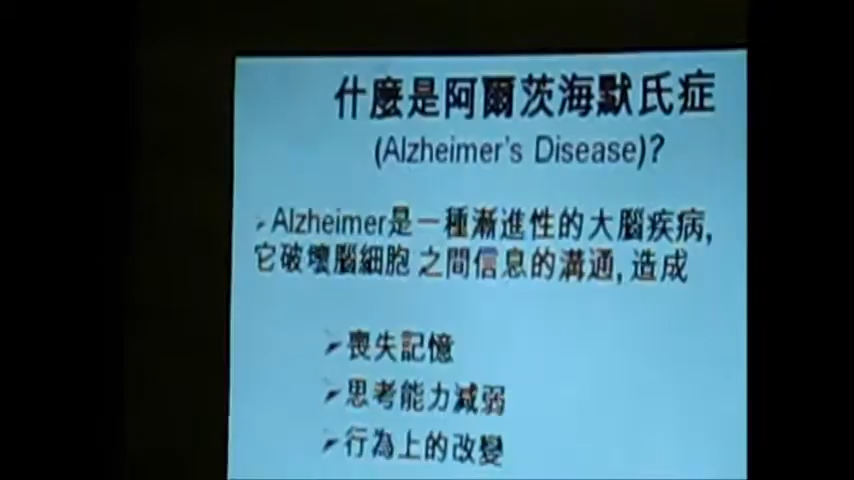 什麼是阿爾茨海默氏症
(Alzheimer's Disease)?
Alzheimer是一種漸進性的大腦疾病,
它破壞腦細胞 之間信息的溝通, 造成
喪失記憶
思考能力減弱
行為上的改變